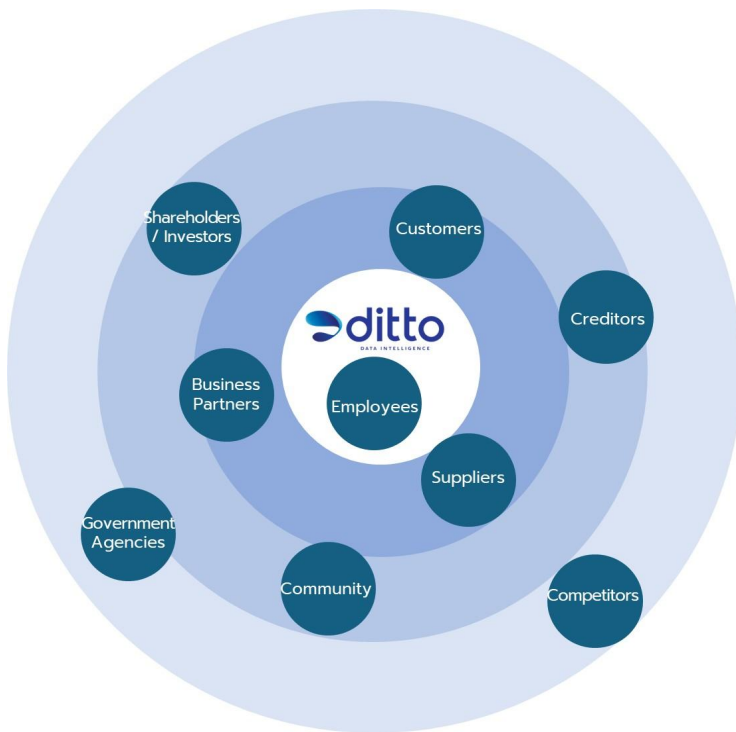 Shareholders
/ Investors
Customers
Creditors
ditto
DATA INTELLIGENCE
Business
Partners
Employees
Suppliers
Government
Agencies
Community
Competitors